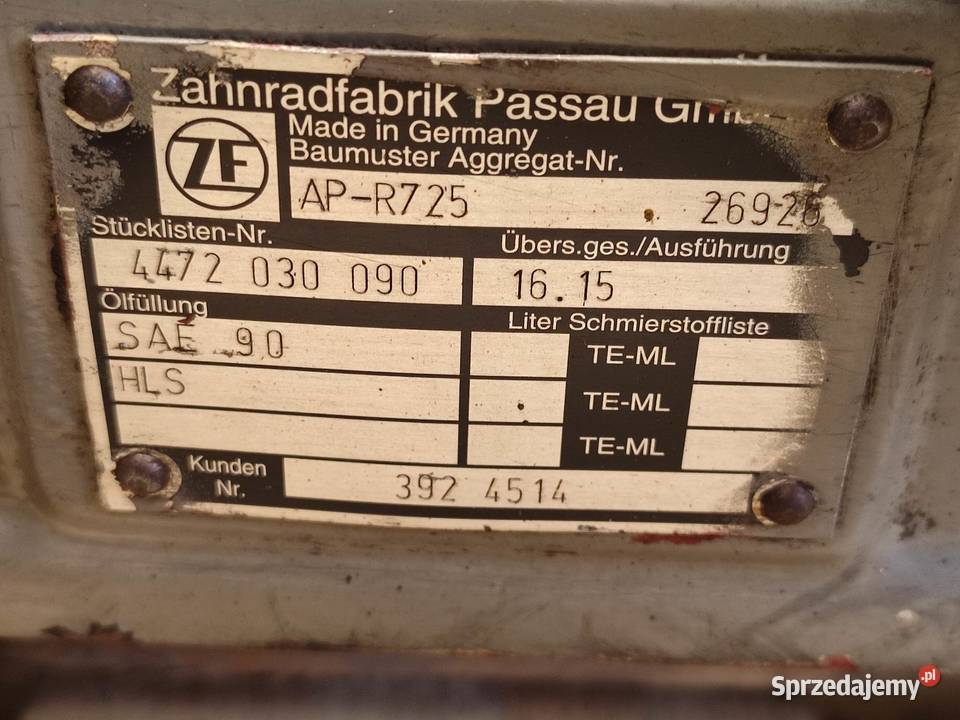 Zahnradfabrik Passau GmbH
ZF
Made in Germany
Baumuster Aggregat-Nr.
AP-R725 26926
Stücklisten-Nr. Übers.ges./Ausführung
4472 030 090 16.15
Ölfüllung Liter Schmierstoffliste
SAE 90 TE-ML
HLS TE-ML
TE-ML
Kunden Nr. 392 4514
Sprzedajemy.pl